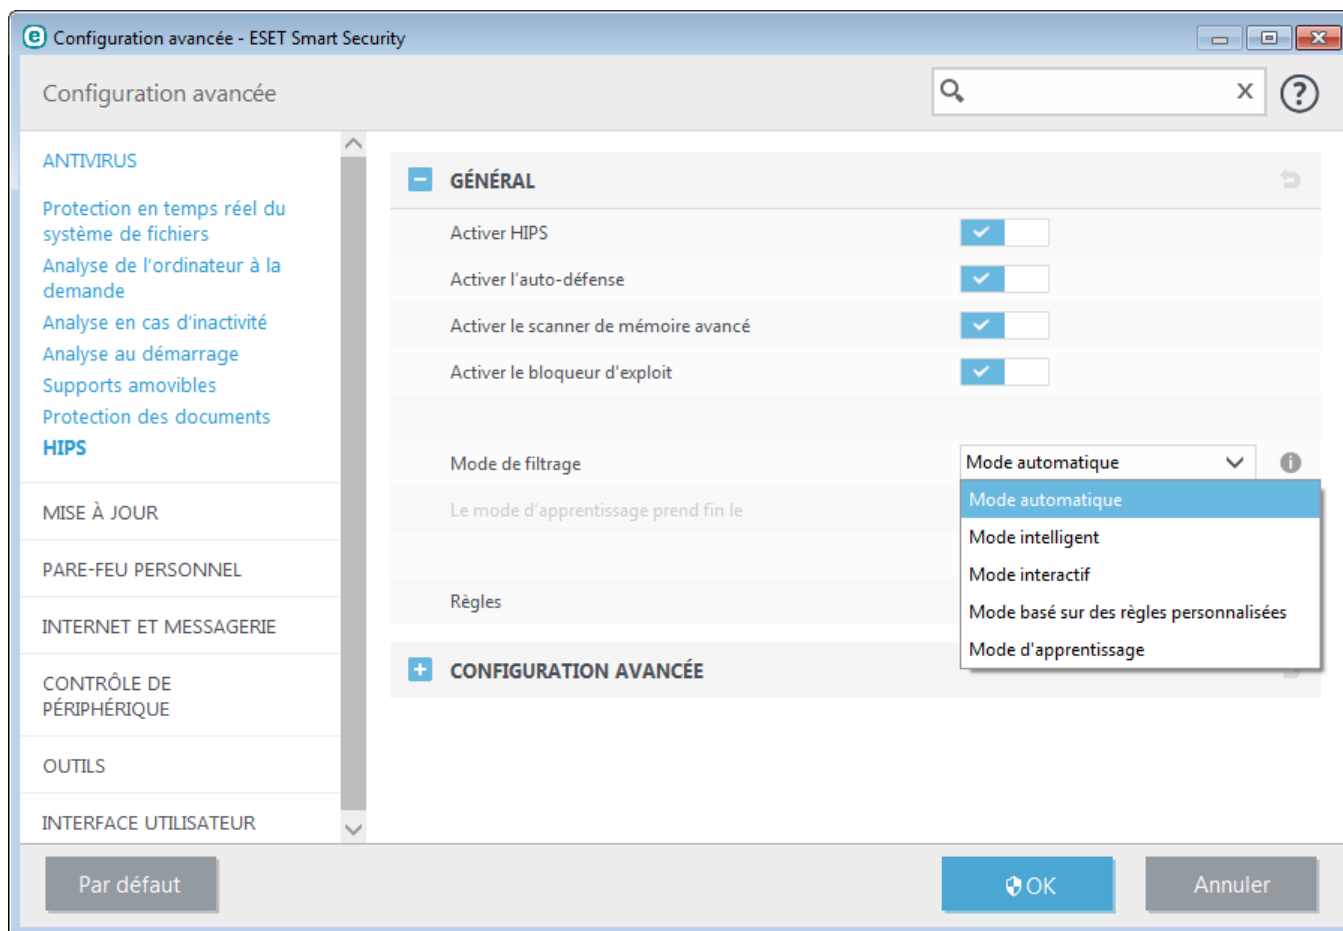 e Configuration avancée - ESET Smart Security
Configuration avancée
x
?
ANTIVIRUS
Protection en temps réel du
système de fichiers
Analyse de l'ordinateur à la
demande
Analyse en cas d'inactivité
Analyse au démarrage
Supports amovibles
Protection des documents
HIPS
MISE À JOUR
PARE-FEU PERSONNEL
INTERNET ET MESSAGERIE
CONTRÔLE DE
PÉRIPHÉRIQUE
OUTILS
INTERFACE UTILISATEUR
GÉNÉRAL
Activer HIPS
Activer l'auto-défense
Activer le scanner de mémoire avancé
Activer le bloqueur d'exploit
Mode de filtrage
Mode automatique
i
Le mode d'apprentissage prend fin le
Mode automatique
Mode intelligent
Mode interactif
Mode basé sur des règles personnalisées
Mode d'apprentissage
Règles
CONFIGURATION AVANCÉE
Par défaut
OK
Annuler